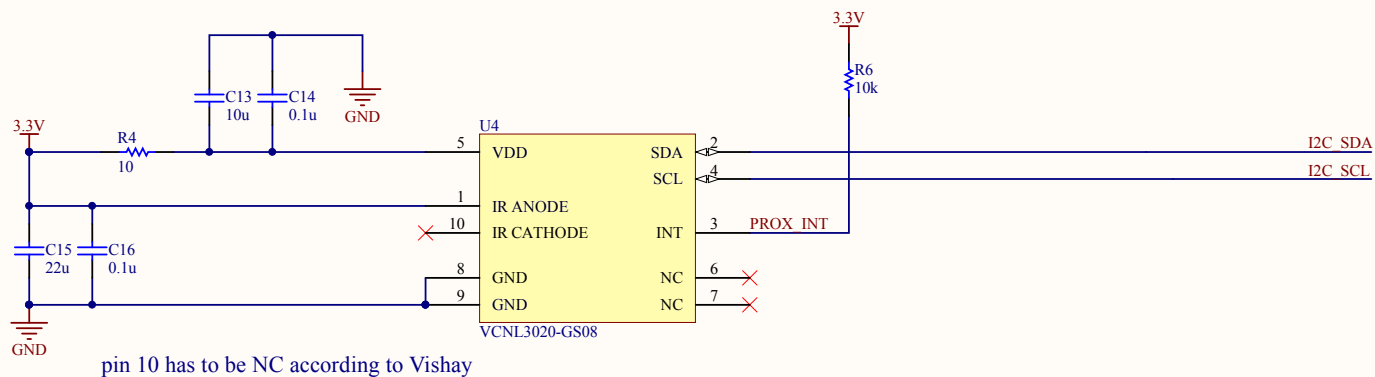 3.3V
R6
10k
C13
10u
C14
0.1u
GND
3.3V
R4
10
U4
5
VDD
SDA
2
I2C_SDA
SCL
4
I2C_SCL
1
IR ANODE
10
IR CATHODE
INT
3
PROX_INT
C15
22u
C16
0.1u
8
GND
NC
6
9
GND
NC
7
VCNL3020-GS08
GND
pin 10 has to be NC according to Vishay